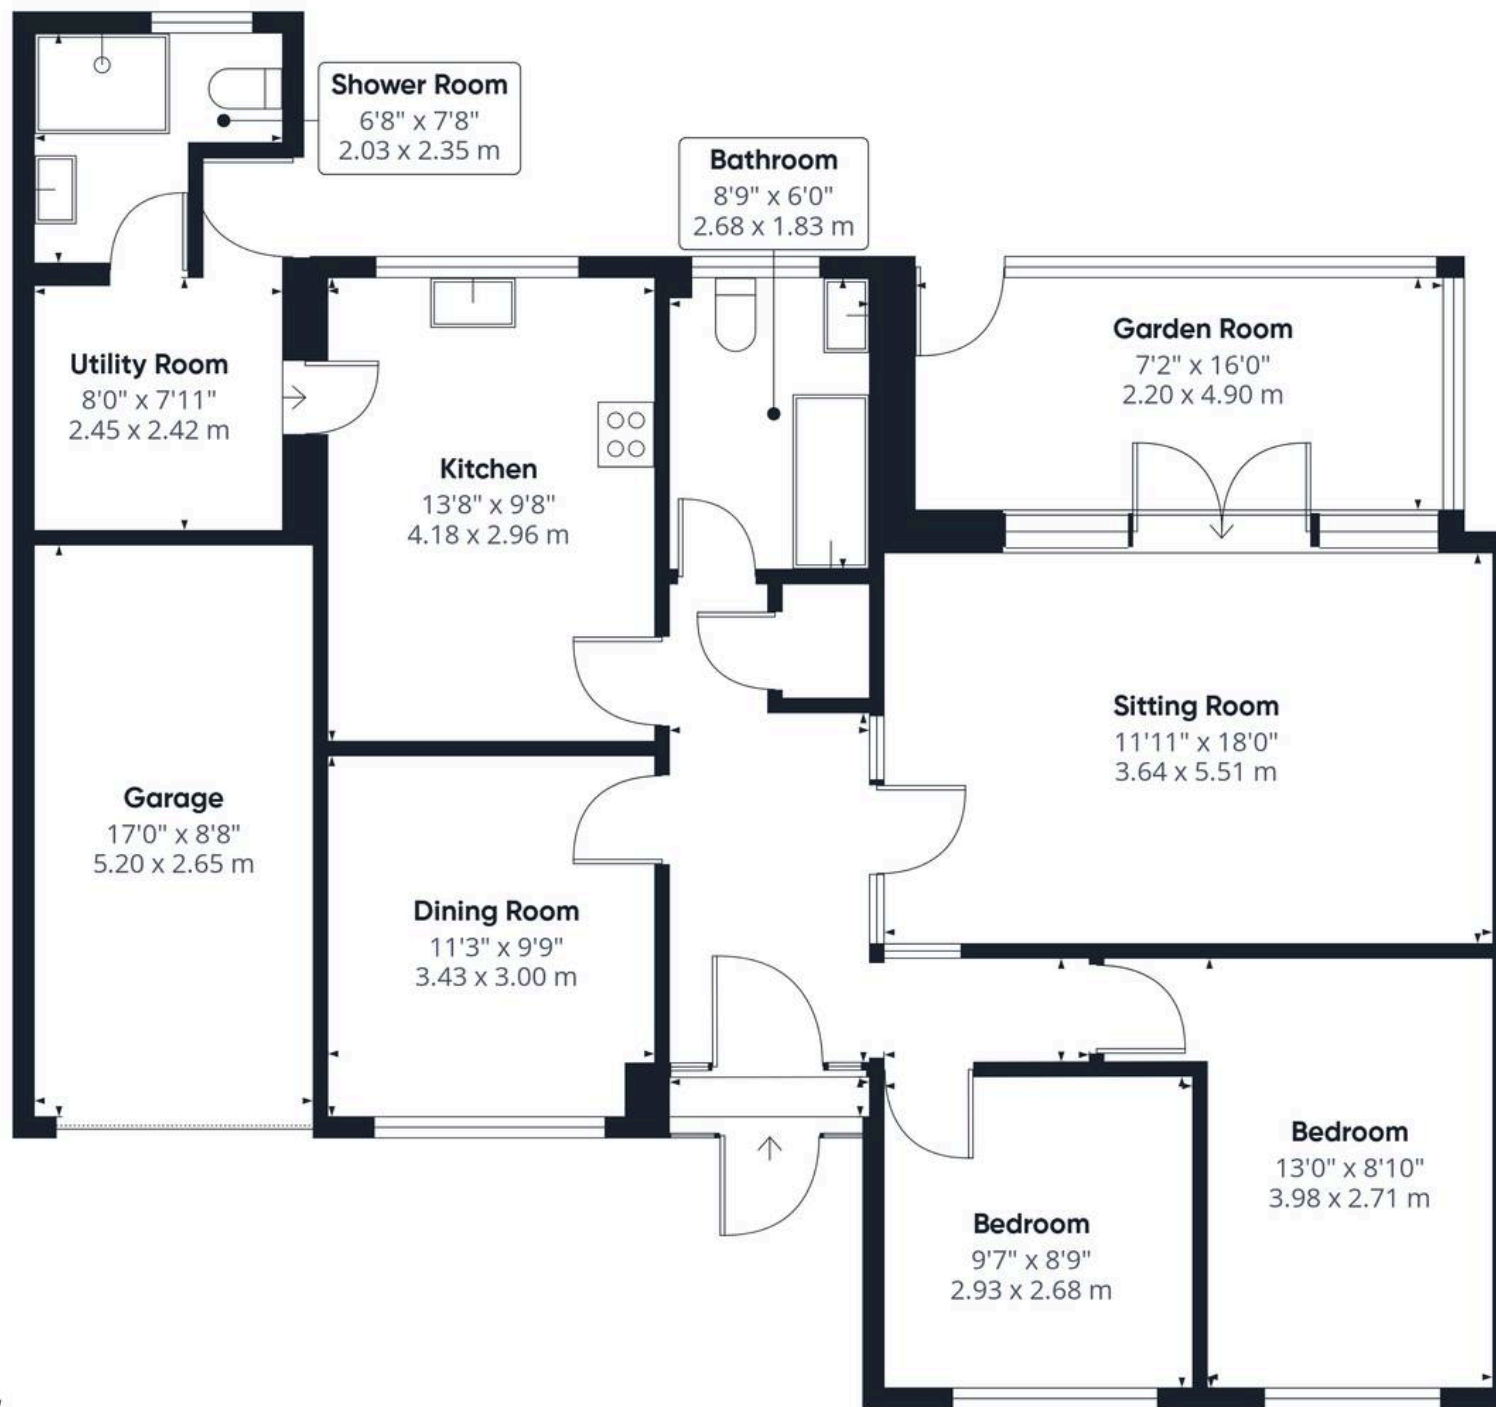 Shower Room
6'8" x 7'8"
2.03 x 2.35 m
Bathroom
8'9" x 6'0"
2.68 x 1.83 m
Garden Room
7'2" x 16'0"
2.20 x 4.90 m
Utility Room
8'0" x 7'11"
2.45 x 2.42 m
Kitchen
13'8" x 9'8"
4.18 x 2.96 m
Sitting Room
11'11" x 18'0"
3.64 x 5.51 m
Garage
17'0" x 8'8"
5.20 x 2.65 m
Dining Room
11'3" x 9'9"
3.43 x 3.00 m
Bedroom
13'0" x 8'10"
3.98 x 2.71 m
Bedroom
9'7" x 8'9"
2.93 x 2.68 m